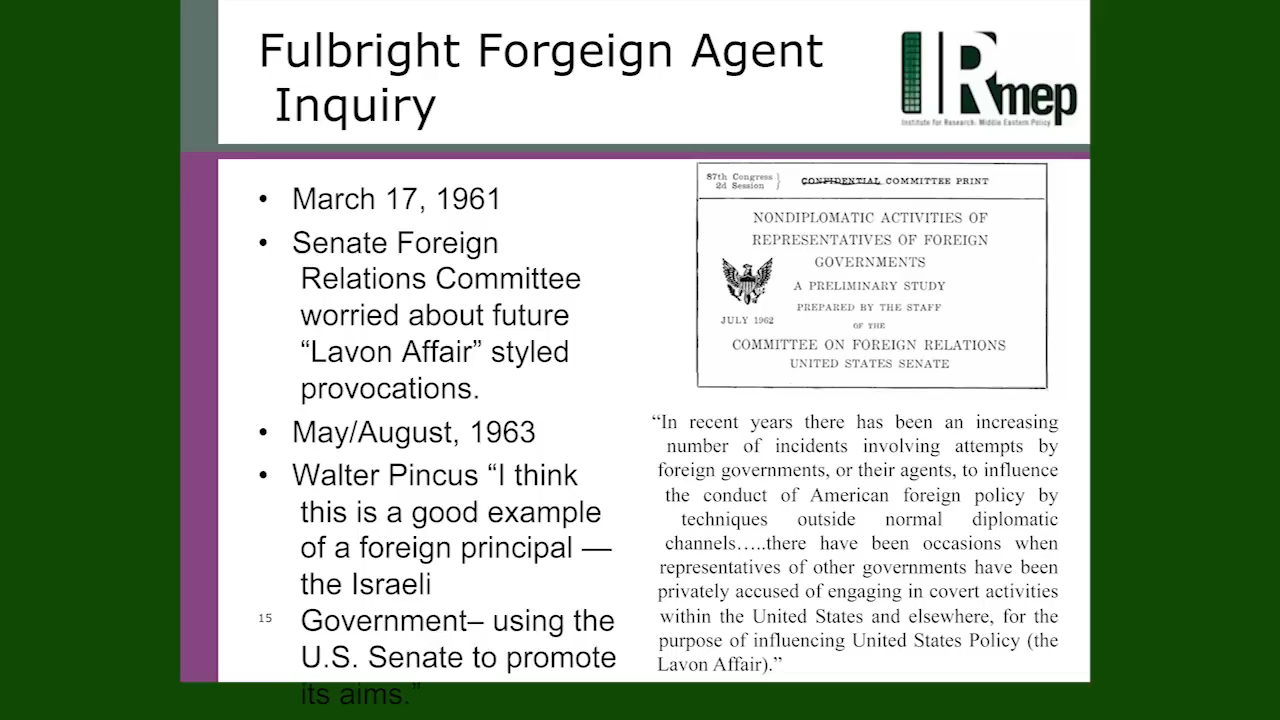 Fulbright Forgeign Agent
Inquiry
IRmep
Institute for Research: Middle Eastern Policy
• March 17, 1961
• Senate Foreign
Relations Committee
worried about future
“Lavon Affair” styled
provocations.
• May/August, 1963
• Walter Pincus “I think
this is a good example
of a foreign principal —
the Israeli
Government– using the
U.S. Senate to promote
its aims.”
15
87th Congress
2d Session
CONFIDENTIAL COMMITTEE PRINT
NONDIPLOMATIC ACTIVITIES OF
REPRESENTATIVES OF FOREIGN
GOVERNMENTS
A PRELIMINARY STUDY
PREPARED BY THE STAFF
OF THE
COMMITTEE ON FOREIGN RELATIONS
UNITED STATES SENATE
JULY 1962
“In recent years there has been an increasing
number of incidents involving attempts by
foreign governments, or their agents, to influence
the conduct of American foreign policy by
techniques outside normal diplomatic
channels…..there have been occasions when
representatives of other governments have been
privately accused of engaging in covert activities
within the United States and elsewhere, for the
purpose of influencing United States Policy (the
Lavon Affair).”